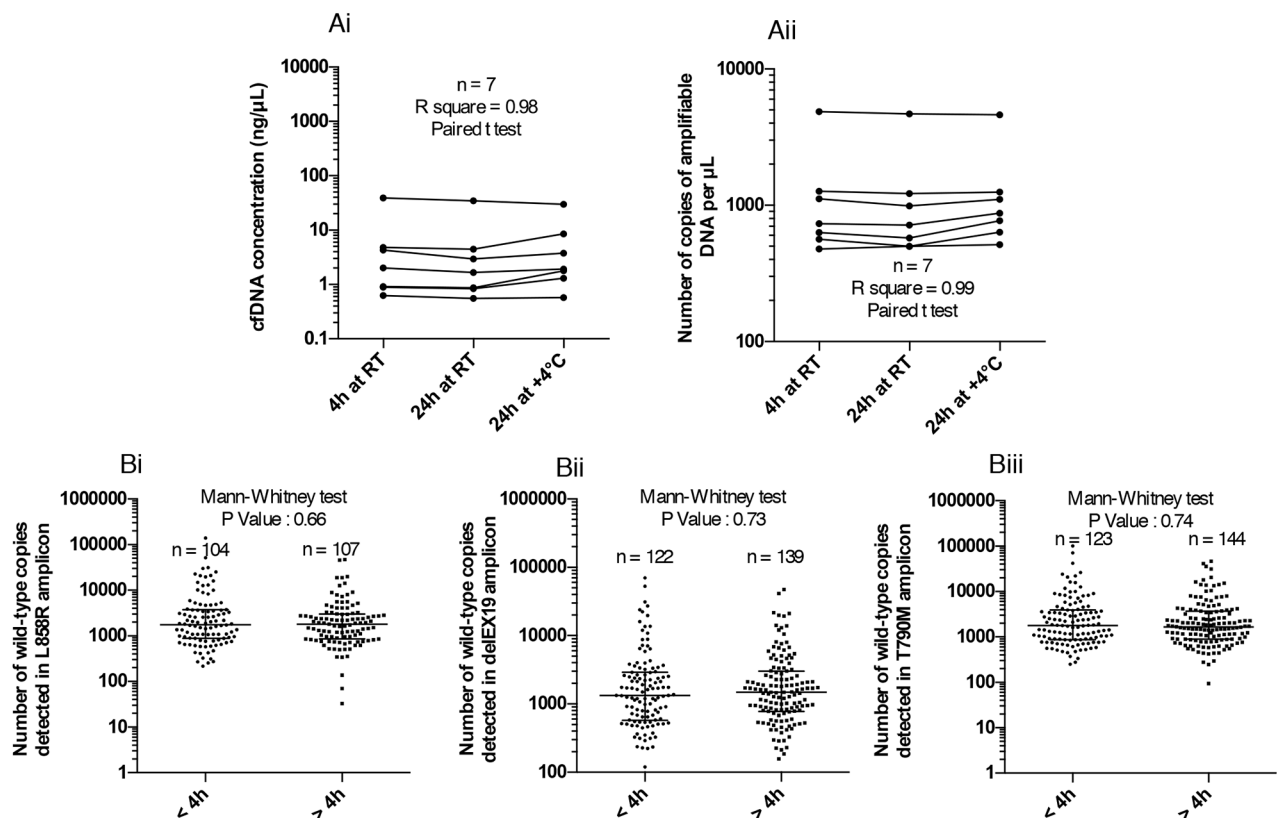 Ai
cfDNA concentration (ng/µL)
10000
1000
100
10
1
0.1
n = 7
R square = 0.98
Paired t test
4h at RT
24h at RT
24h at +4°C
Aii
Number of copies of amplifiable
DNA per µL
10000
1000
100
n = 7
R square = 0.99
Paired t test
4h at RT
24h at RT
24h at +4°C
Bi
Number of wild-type copies
detected in L858R amplicon
1000000
100000
10000
1000
100
10
1
Mann-Whitney test
P Value : 0.66
n = 104
n = 107
< 4h
> 4h
Bii
Number of wild-type copies
detected in delEX19 amplicon
1000000
100000
10000
1000
100
Mann-Whitney test
P Value : 0.73
n = 122
n = 139
< 4h
> 4h
Biii
Number of wild-type copies
detected in T790M amplicon
1000000
100000
10000
1000
100
10
1
Mann-Whitney test
P Value : 0.74
n = 123
n = 144
< 4h
> 4h